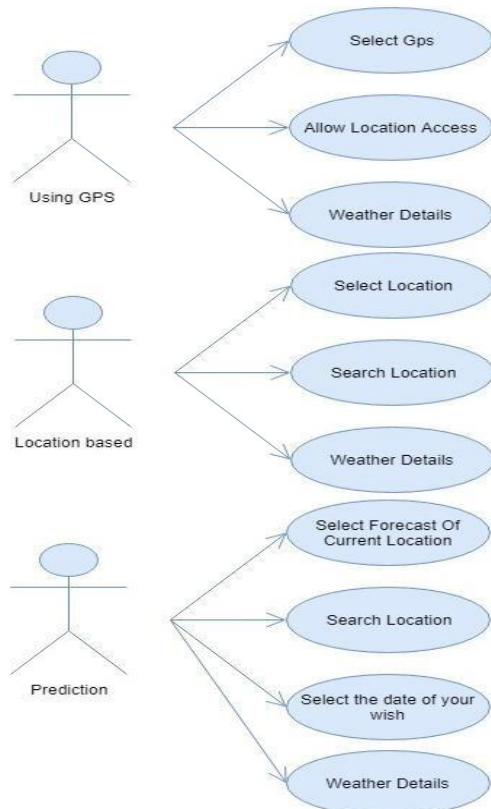 Select Gps
Allow Location Access
Using GPS
Weather Details
Select Location
Search Location
Location based
Weather Details
Select Forecast Of
Current Location
Search Location
Prediction
Select the date of your
wish
Weather Details